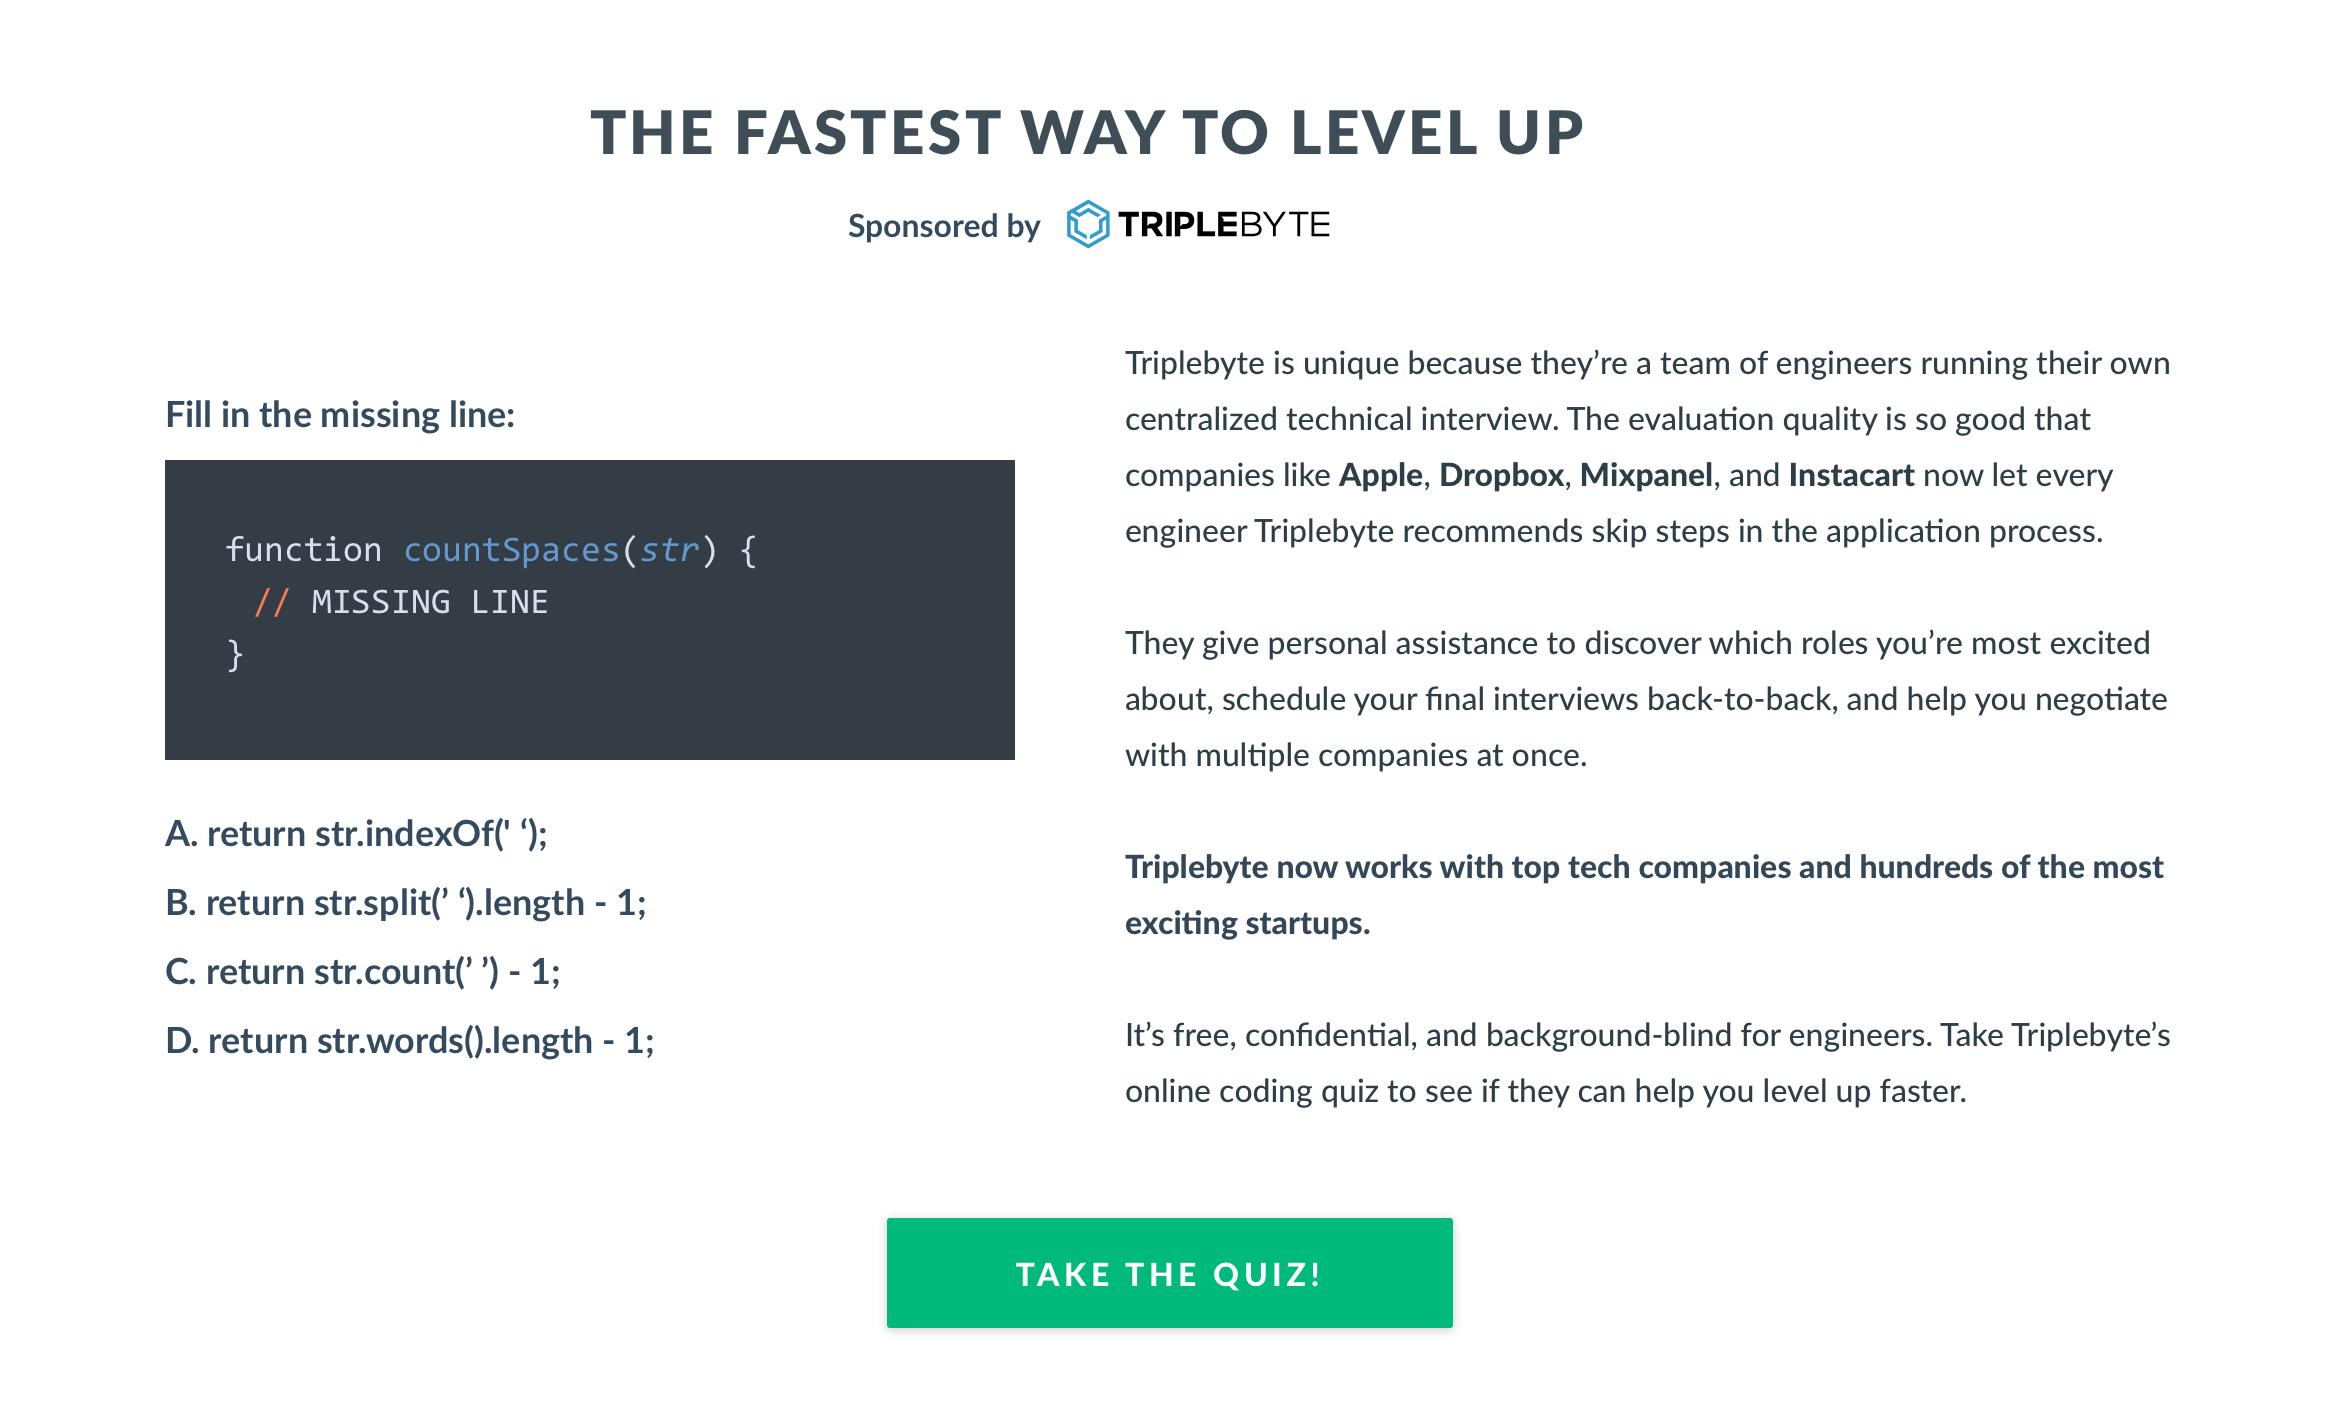 THE FASTEST WAY TO LEVEL UP
Sponsored by TRIPLEBYTE
Fill in the missing line:
function countSpaces(str) {
// MISSING LINE
}
A. return str.indexOf(' ‘);
B. return str.split(’ ‘).length - 1;
C. return str.count(’ ’) - 1;
D. return str.words().length - 1;
Triplebyte is unique because they’re a team of engineers running their own
centralized technical interview. The evaluation quality is so good that
companies like Apple, Dropbox, Mixpanel, and Instacart now let every
engineer Triplebyte recommends skip steps in the application process.
They give personal assistance to discover which roles you’re most excited
about, schedule your final interviews back-to-back, and help you negotiate
with multiple companies at once.
Triplebyte now works with top tech companies and hundreds of the most
exciting startups.
It’s free, confidential, and background-blind for engineers. Take Triplebyte’s
online coding quiz to see if they can help you level up faster.
TAKE THE QUIZ!